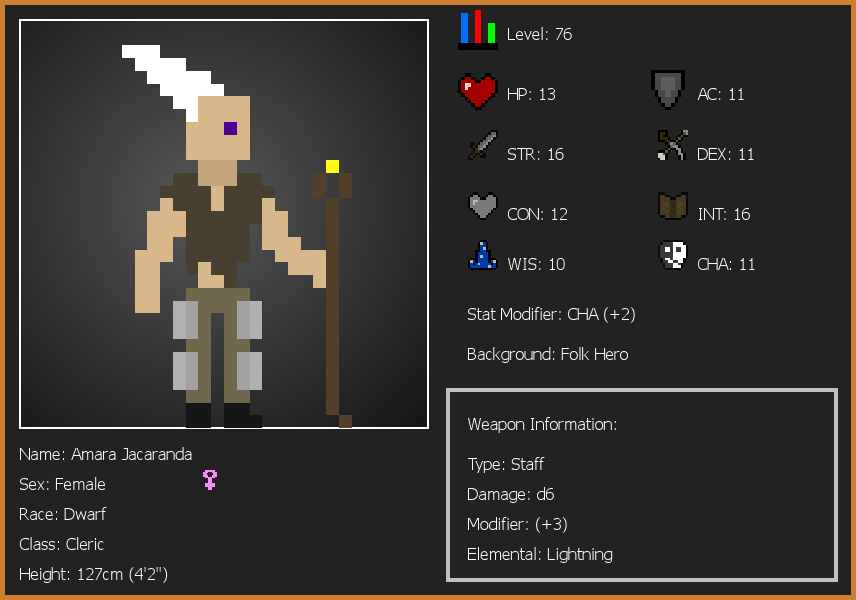 Level: 76
HP: 13
AC: 11
STR: 16
DEX: 11
CON: 12
INT: 16
WIS: 10
CHA: 11
Stat Modifier: CHA (+2)
Background: Folk Hero
Weapon Information:
Type: Staff
Damage: d6
Modifier: (+3)
Elemental: Lightning
Name: Amara Jacaranda
Sex: Female
Race: Dwarf
Class: Cleric
Height: 127cm (4'2")